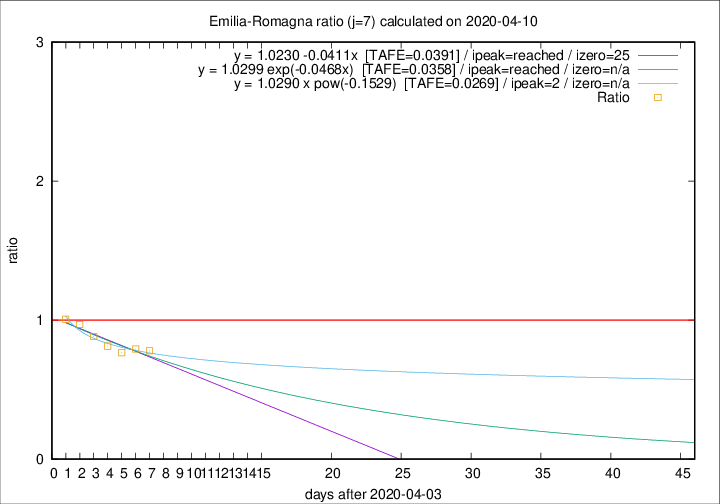 Emilia-Romagna ratio (j=7) calculated on 2020-04-10
y = 1.0230 -0.0411x [TAFE=0.0391] / ipeak=reached / izero=25
y = 1.0299 exp(-0.0468x) [TAFE=0.0358] / ipeak=reached / izero=n/a
y = 1.0290 x pow(-0.1529) [TAFE=0.0269] / ipeak=2 / izero=n/a
Ratio
3
2
1
0
ratio
0 1 2 3 4 5 6 7 8 9 10 11 12 13 14 15 20 25 30 35 40 45
days after 2020-04-03